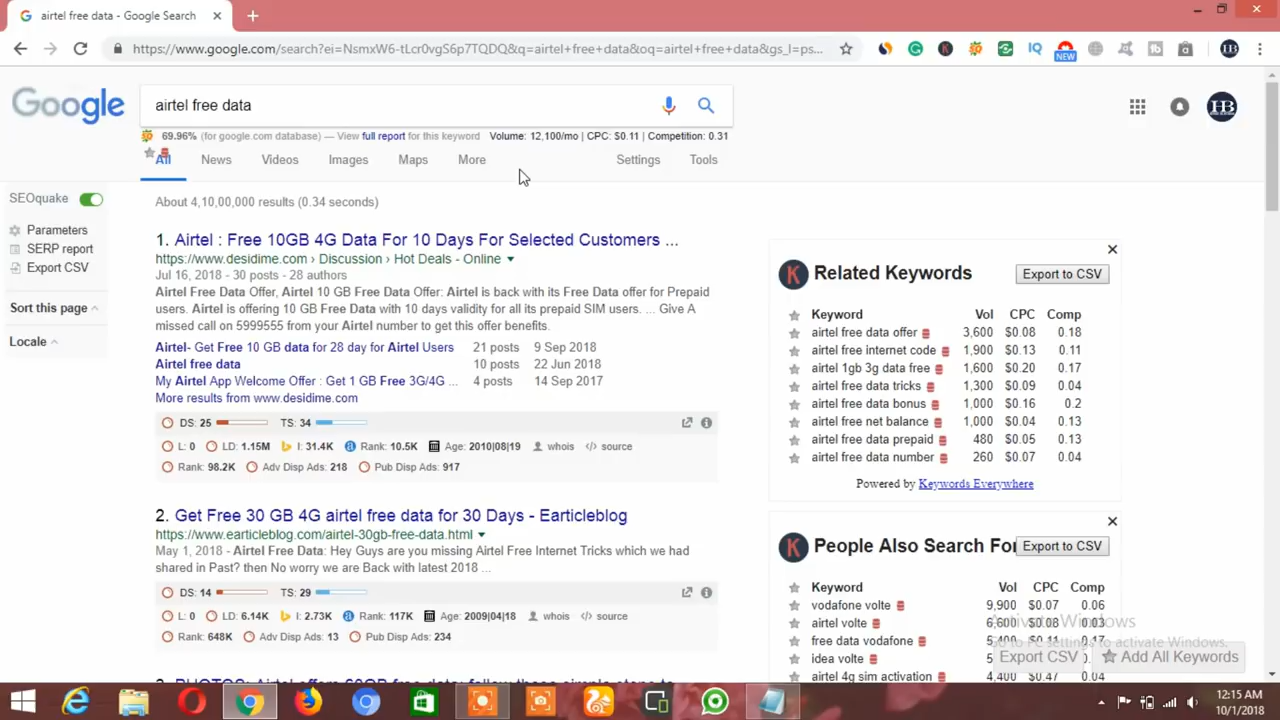 airtel free data - Google Search
https://www.google.com/search?ei=NsmxW6-tLcr0vgS6p7TQDQ&q=airtel+free+data&oq=airtel+free+data&gs_l=ps...
IQ
NEW
IB
Google
airtel free data
IB
69.96% (for google.com database) — View full report for this keyword Volume: 12,100/mo | CPC: $0.11 | Competition: 0.31
All News Videos Images Maps More Settings Tools
SEOquake
Parameters
SERP report
Export CSV
Sort this page
Locale
About 4,10,00,000 results (0.34 seconds)
1. Airtel : Free 10GB 4G Data For 10 Days For Selected Customers ...
https://www.desidime.com › Discussion › Hot Deals - Online
Jul 16, 2018 - 30 posts - 28 authors
Airtel Free Data Offer, Airtel 10 GB Free Data Offer: Airtel is back with its Free Data offer for Prepaid
users. Airtel is offering 10 GB Free Data with 10 days validity for all its prepaid SIM users. ... Give A
missed call on 5999555 from your Airtel number to get this offer benefits.
Airtel- Get Free 10 GB data for 28 day for Airtel Users 21 posts 9 Sep 2018
Airtel free data 10 posts 22 Jun 2018
My Airtel App Welcome Offer : Get 1 GB Free 3G/4G ... 4 posts 14 Sep 2017
More results from www.desidime.com
DS: 25 TS: 34
L: 0 LD: 1.15M I: 31.4K Rank: 10.5K Age: 2010|08|19 whois </> source
Rank: 98.2K Adv Disp Ads: 218 Pub Disp Ads: 917
2. Get Free 30 GB 4G airtel free data for 30 Days - Earticleblog
https://www.earticleblog.com/airtel-30gb-free-data.html
May 1, 2018 - Airtel Free Data: Hey Guys are you missing Airtel Free Internet Tricks which we had
shared in Past? then No worry we are Back with latest 2018 ...
DS: 14 TS: 29
L: 0 LD: 6.14K I: 2.73K Rank: 117K Age: 2009|04|18 whois </> source
Rank: 648K Adv Disp Ads: 13 Pub Disp Ads: 234
K Related Keywords Export to CSV
Keyword Vol CPC Comp
airtel free data offer 3,600 $0.08 0.18
airtel free internet code 1,900 $0.13 0.11
airtel 1gb 3g data free 1,600 $0.20 0.17
airtel free data tricks 1,300 $0.09 0.04
airtel free data bonus 1,000 $0.16 0.2
airtel free net balance 1,000 $0.04 0.13
airtel free data prepaid 480 $0.05 0.13
airtel free data number 260 $0.07 0.04
Powered by Keywords Everywhere
K People Also Search For Export to CSV
Keyword Vol CPC Comp
vodafone volte 9,900 $0.07 0.06
airtel volte 6,600 $0.08 0.03
free data vodafone 5,400 $0.11 0.17
idea volte
airtel 4g sim activation 4,400 $0.47 0.04
Activate Windows
Go to PC settings to activate Windows.
Export CSV Add All Keywords
12:15 AM
10/1/2018